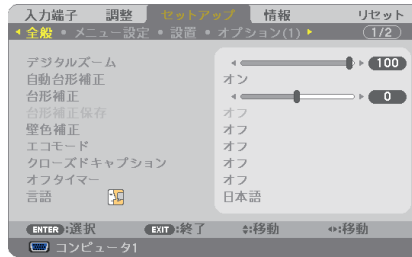 入力端子 調整 セットアップ 情報 リセット
全般 • メニュー設定 • 設置 • オプション(1) 1/2
デジタルズーム 100
自動台形補正 オン
台形補正 0
台形補正保存 オフ
壁色補正 オフ
エコモード オフ
クローズドキャプション オフ
オフタイマー オフ
言語 日本語
ENTER:選択 EXIT:終了 :移動 :移動
コンピュータ1